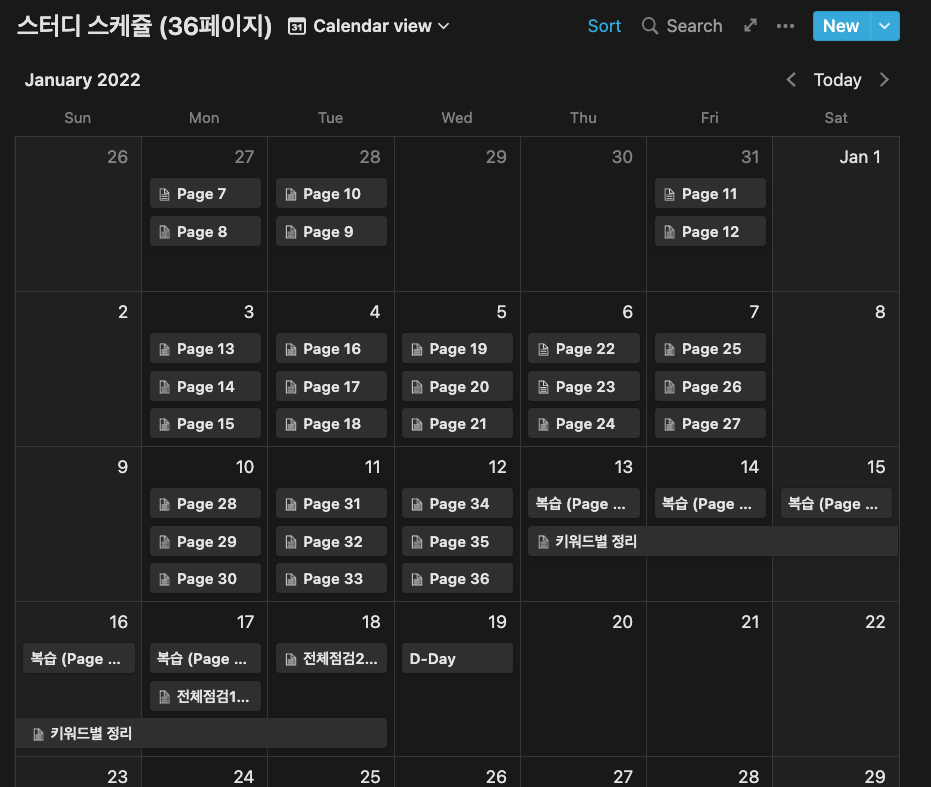 스터디 스케쥴 (36페이지) 31 Calendar view Sort Search ••• New
January 2022 Today
Sun Mon Tue Wed Thu Fri Sat
26 27 28 29 30 31 Jan 1
Page 7 Page 10 Page 11
Page 8 Page 9 Page 12
2 3 4 5 6 7 8
Page 13 Page 16 Page 19 Page 22 Page 25
Page 14 Page 17 Page 20 Page 23 Page 26
Page 15 Page 18 Page 21 Page 24 Page 27
9 10 11 12 13 14 15
Page 28 Page 31 Page 34 복습 (Page ... 복습 (Page ... 복습 (Page ...
Page 29 Page 32 Page 35 키워드별 정리
Page 30 Page 33 Page 36
16 17 18 19 20 21 22
복습 (Page ... 복습 (Page ... 전체점검2... D-Day
전체점검1...
키워드별 정리
23 24 25 26 27 28 29